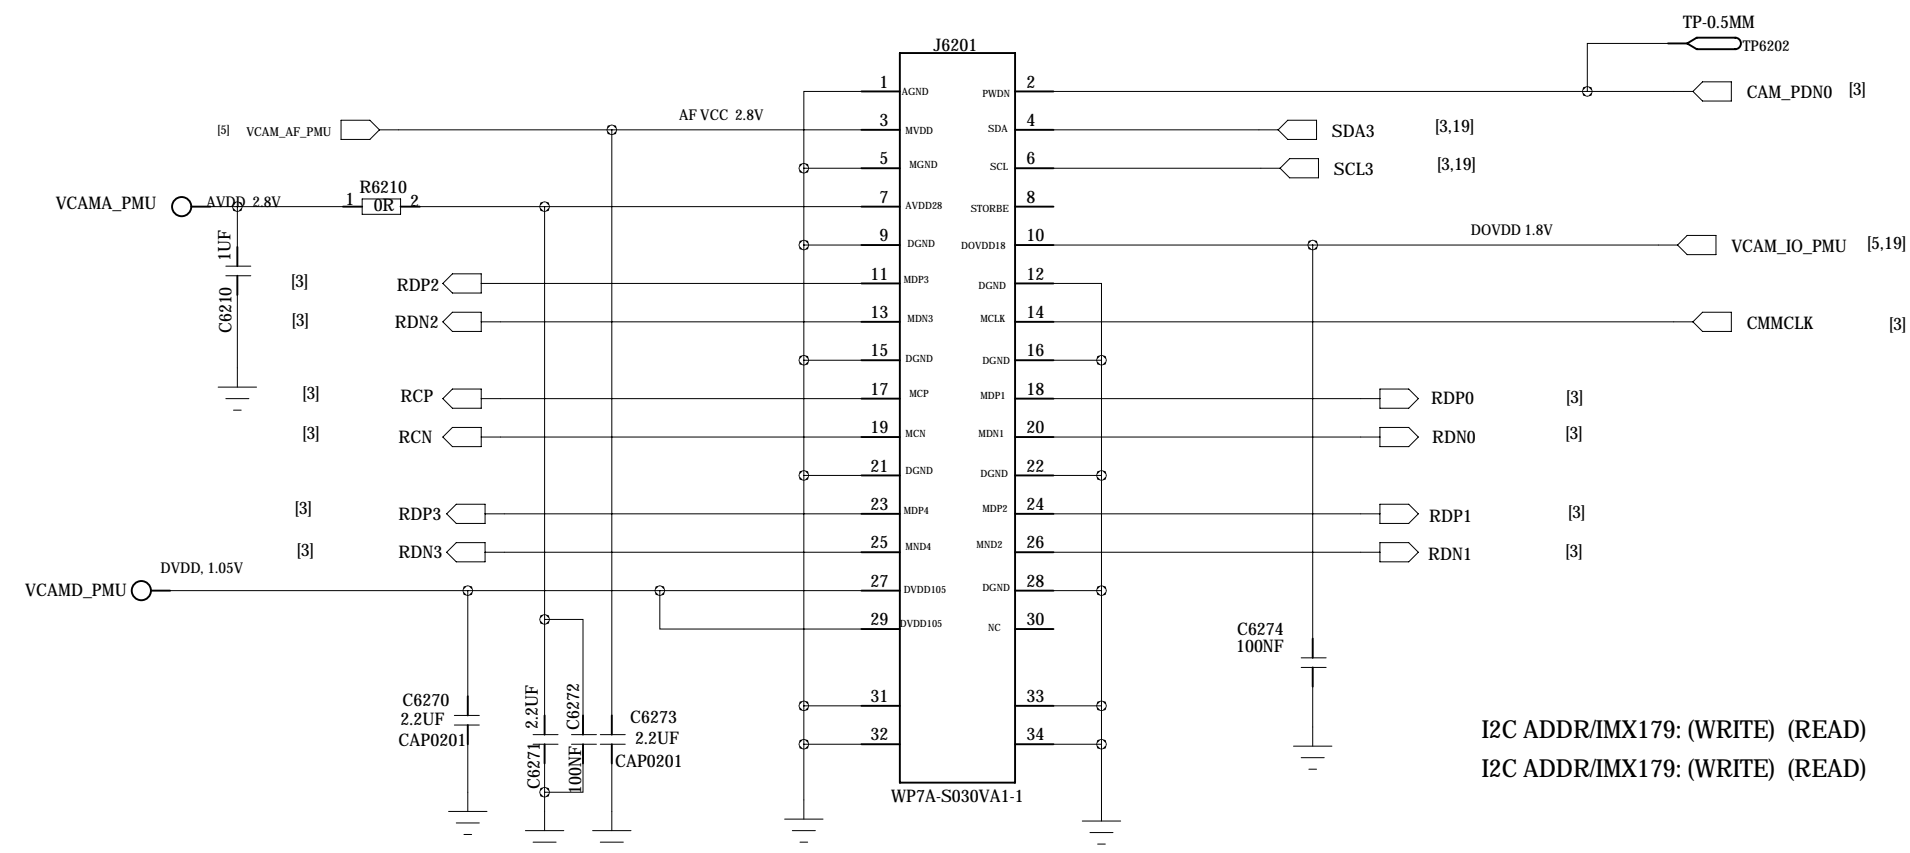 TP-0.5MM
TP6202
J6201
1 AGND PWDN 2 CAM_PDN0 [3]
[5] VCAM_AF_PMU AF VCC 2.8V 3 MVDD SDA 4 SDA3 [3,19]
5 MGND SCL 6 SCL3 [3,19]
VCAMA_PMU AVDD 2.8V 1 R6210 0R 2 7 AVDD28 STORBE 8
1UF
C6210
9 DGND DOVDD18 10 DOVDD 1.8V VCAM_IO_PMU [5,19]
[3] RDP2 11 MDP3 DGND 12
[3] RDN2 13 MDN3 MCLK 14 CMMCLK [3]
15 DGND DGND 16
[3] RCP 17 MCP MDP1 18 RDP0 [3]
[3] RCN 19 MCN MDN1 20 RDN0 [3]
21 DGND DGND 22
[3] RDP3 23 MDP4 MDP2 24 RDP1 [3]
[3] RDN3 25 MND4 MND2 26 RDN1 [3]
VCAMD_PMU DVDD, 1.05V 27 DVDD105 DGND 28
29 DVDD105 NC 30
31 33
32 34
C6270
2.2UF
CAP0201
2.2UF
C6271
C6272
100NF
C6273
2.2UF
CAP0201
C6274
100NF
WP7A-S030VA1-1
I2C ADDR/IMX179: (WRITE) (READ)
I2C ADDR/IMX179: (WRITE) (READ)